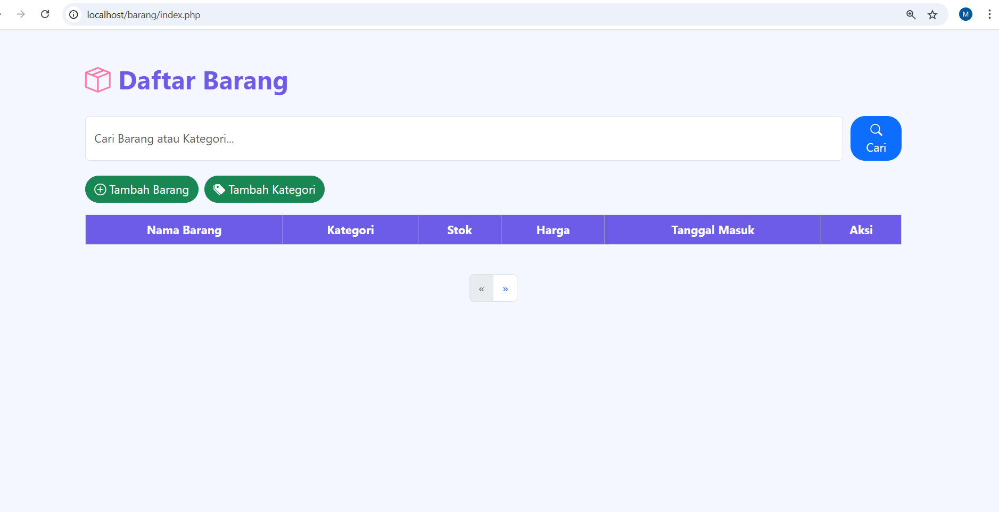 localhost/barang/index.php
M
Daftar Barang
Cari Barang atau Kategori...
Cari
Tambah Barang
Tambah Kategori
Nama Barang Kategori Stok Harga Tanggal Masuk Aksi
« »